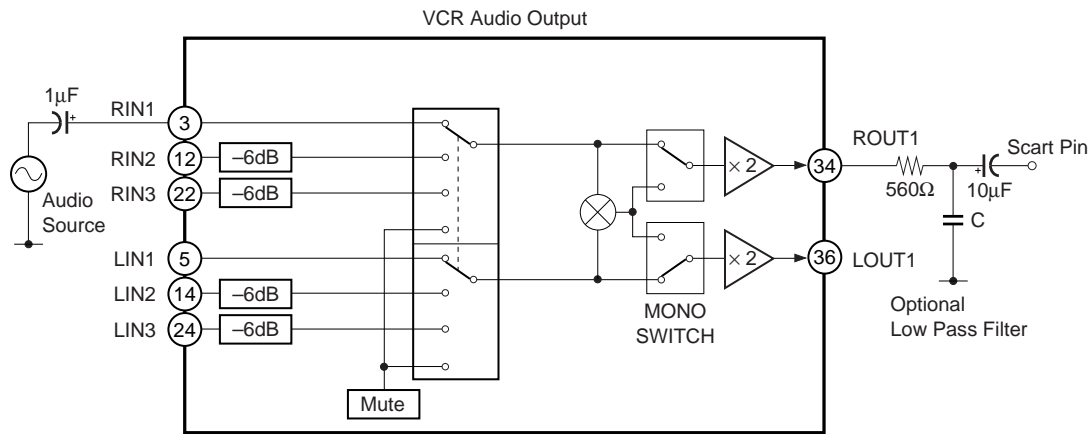 VCR Audio Output
1μF
+
RIN1
3
RIN2
12
–6dB
RIN3
22
–6dB
Audio
Source
LIN1
5
LIN2
14
–6dB
LIN3
24
–6dB
Mute
MONO
SWITCH
× 2
× 2
34
ROUT1
36
LOUT1
560Ω
+
10μF
Scart Pin
C
Optional
Low Pass Filter